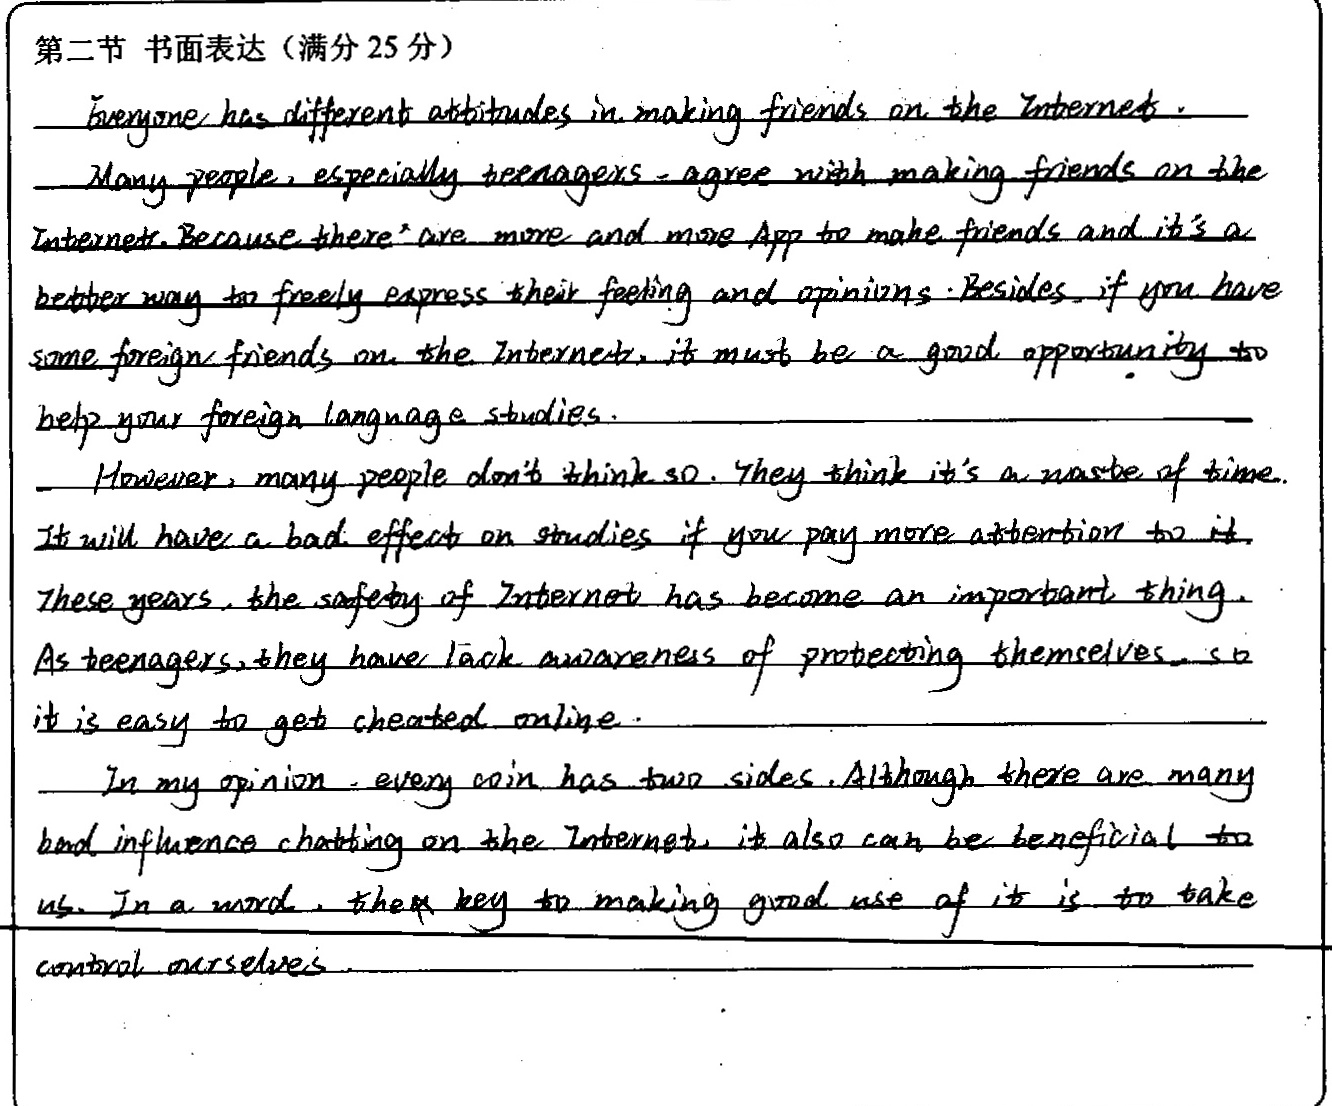 第二节 书面表达（满分 25 分）
Everyone has different attitudes in making friends on the Internet.
Many people, especially teenagers, agree with making friends on the
Internet. Because there are more and more App to make friends and it's a
better way to freely express their feeling and opinions. Besides, if you have
some foreign friends on the Internet, it must be a good opportunity to
help your foreign language studies.
However, many people don't think so. They think it's a waste of time.
It will have a bad effect on studies if you pay more attention to it.
These years, the safety of Internet has become an important thing.
As teenagers, they have lack awareness of protecting themselves, so
it is easy to get cheated online.
In my opinion, every coin has two sides. Although there are many
bad influence chatting on the Internet, it also can be beneficial to
us. In a word, the key to making good use of it is to take
control ourselves.